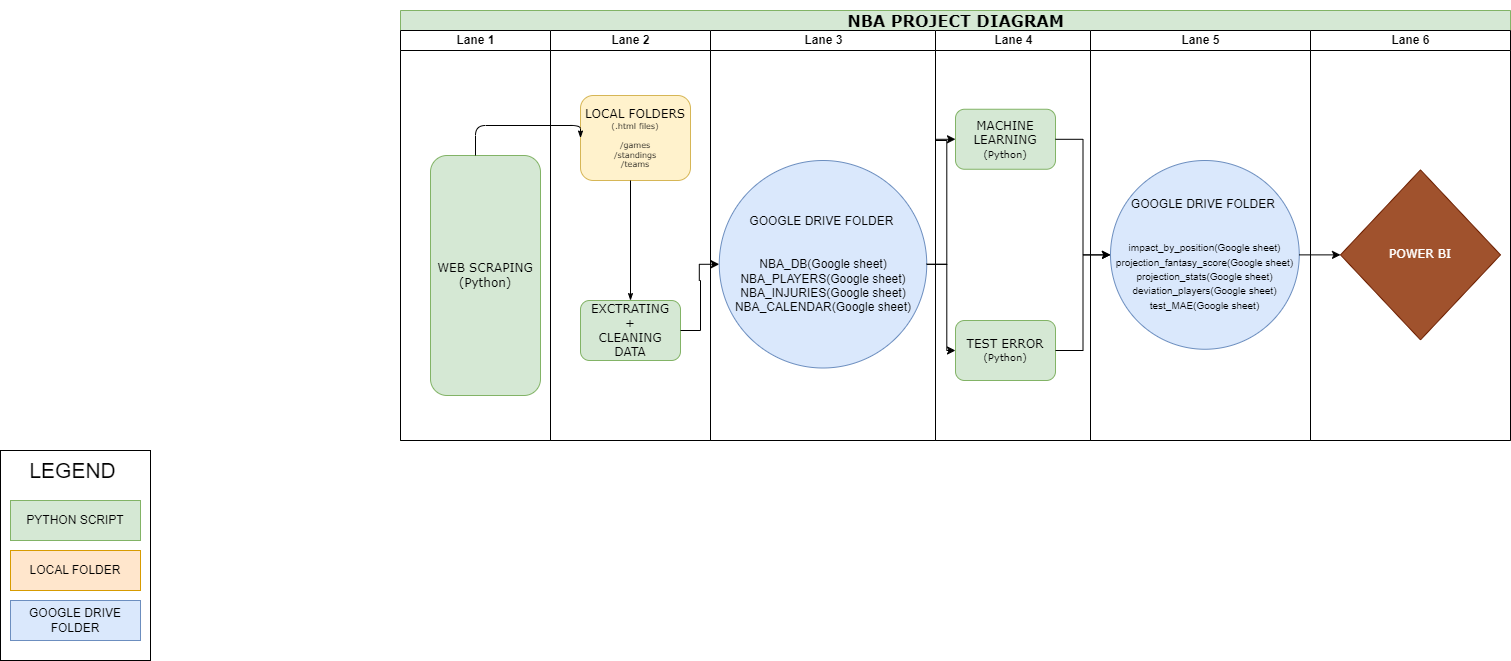 NBA PROJECT DIAGRAM
Lane 1
Lane 2
Lane 3
Lane 4
Lane 5
Lane 6
WEB SCRAPING
(Python)
LOCAL FOLDERS
(.html files)
/games
/standings
/teams
EXCTRATING
+
CLEANING
DATA
GOOGLE DRIVE FOLDER
NBA_DB(Google sheet)
NBA_PLAYERS(Google sheet)
NBA_INJURIES(Google sheet)
NBA_CALENDAR(Google sheet)
MACHINE
LEARNING
(Python)
TEST ERROR
(Python)
GOOGLE DRIVE FOLDER
impact_by_position(Google sheet)
projection_fantasy_score(Google sheet)
projection_stats(Google sheet)
deviation_players(Google sheet)
test_MAE(Google sheet)
POWER BI
LEGEND
PYTHON SCRIPT
LOCAL FOLDER
GOOGLE DRIVE
FOLDER